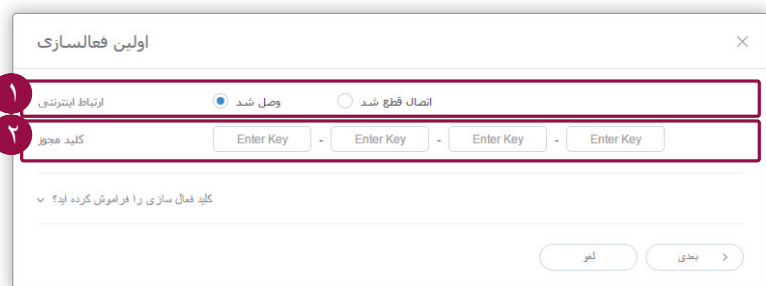 اولین فعالسازی
۱
ارتباط اینترنتی وصل شد اتصال قطع شد
۲
کلید مجوز Enter Key - Enter Key - Enter Key - Enter Key
کلید فعال سازی را فراموش کرده اید؟
لغو بعدی